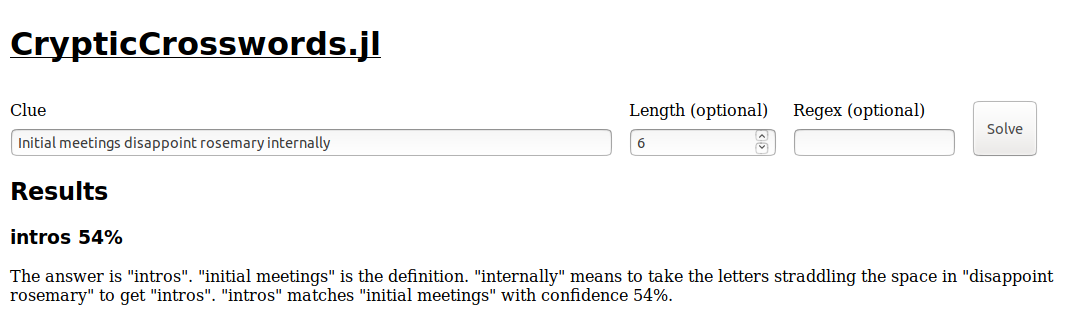 CrypticCrosswords.jl
Clue Length (optional) Regex (optional)
Initial meetings disappoint rosemary internally 6 Solve
Results
intros 54%
The answer is "intros". "initial meetings" is the definition. "internally" means to take the letters straddling the space in "disappoint
rosemary" to get "intros". "intros" matches "initial meetings" with confidence 54%.